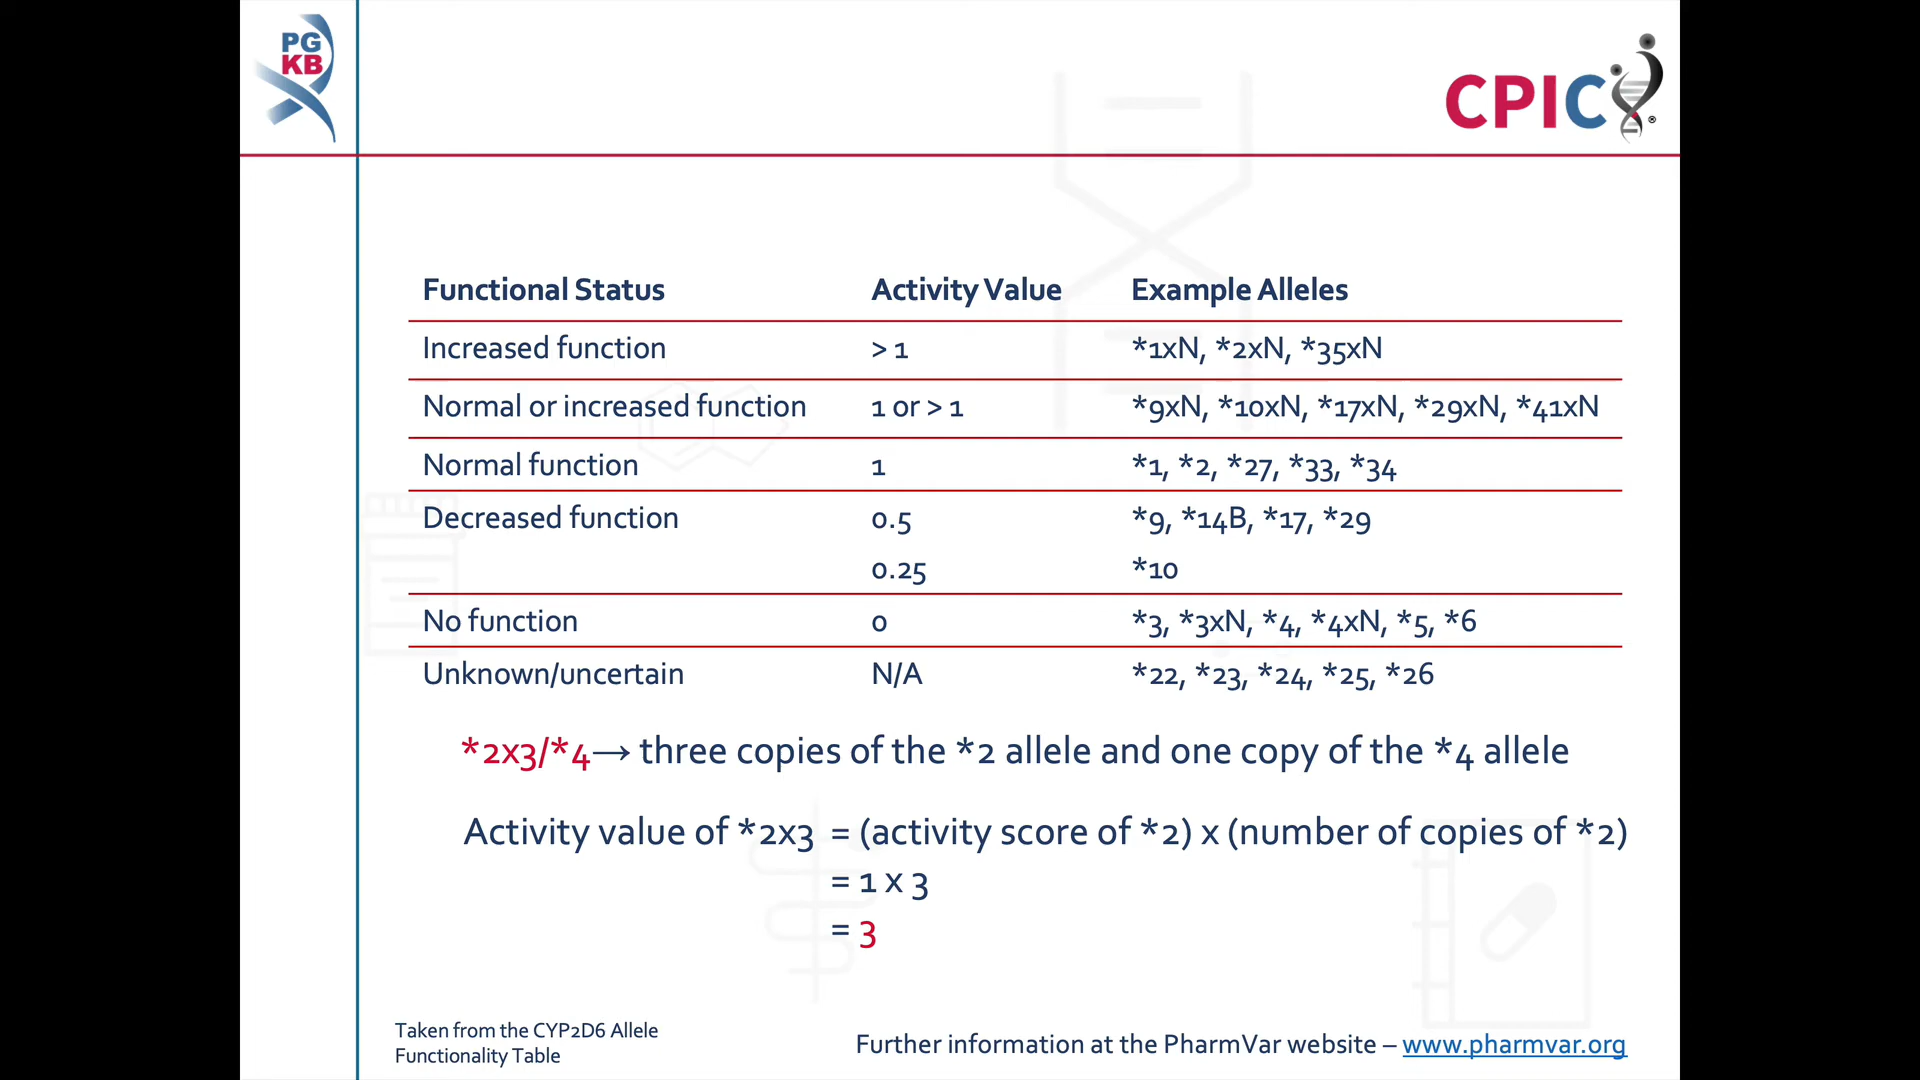 PG
KB
CPIC®
Functional Status Activity Value Example Alleles
Increased function > 1 *1xN, *2xN, *35xN
Normal or increased function 1 or > 1 *9xN, *10xN, *17xN, *29xN, *41xN
Normal function 1 *1, *2, *27, *33, *34
Decreased function 0.5 *9, *14B, *17, *29
0.25 *10
No function 0 *3, *3xN, *4, *4xN, *5, *6
Unknown/uncertain N/A *22, *23, *24, *25, *26
*2x3/*4→ three copies of the *2 allele and one copy of the *4 allele
Activity value of *2x3 = (activity score of *2) x (number of copies of *2)
= 1 x 3
= 3
Taken from the CYP2D6 Allele
Functionality Table
Further information at the PharmVar website – www.pharmvar.org